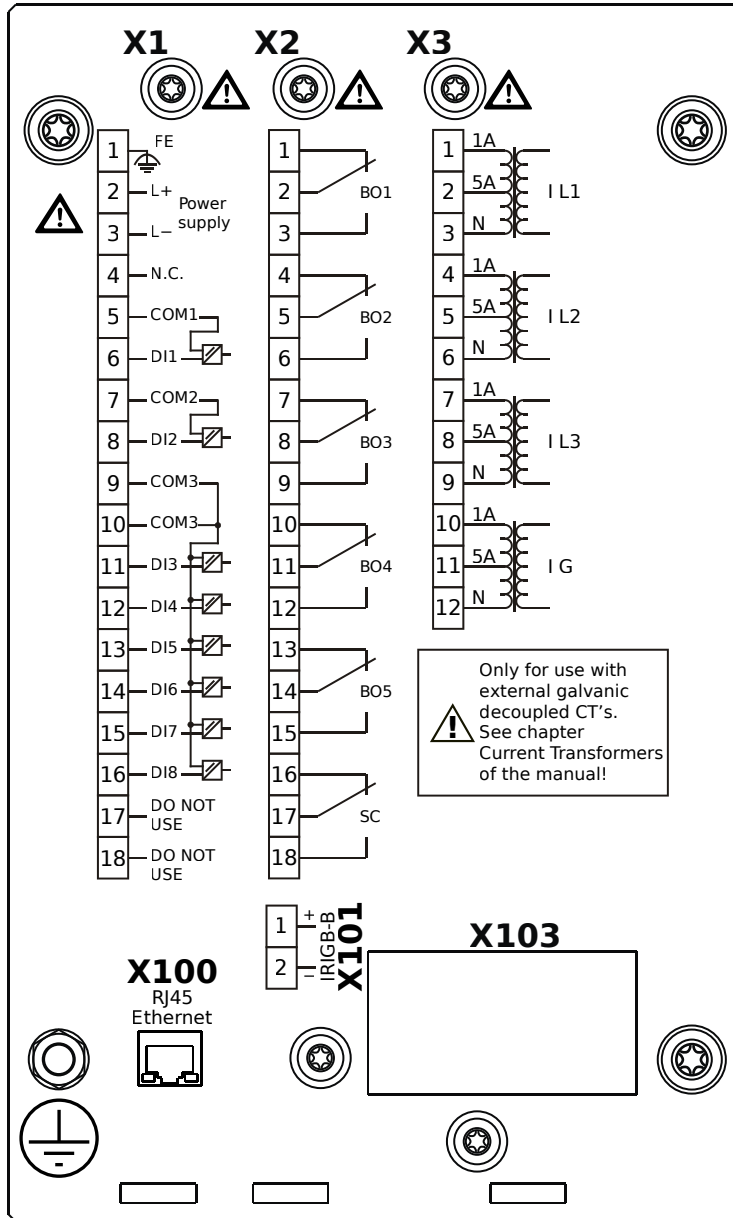 X1 X2 X3
1 FE
2 L+
3 L−
Power
supply
4 N.C.
5 COM1
6 DI1
7 COM2
8 DI2
9 COM3
10 COM3
11 DI3
12 DI4
13 DI5
14 DI6
15 DI7
16 DI8
17 DO NOT
USE
18 DO NOT
USE
1
2 BO1
3
4
5 BO2
6
7
8 BO3
9
10
11 BO4
12
13
14 BO5
15
16
17 SC
18
1 1A
2 5A I L1
3 N
4 1A
5 5A I L2
6 N
7 1A
8 5A I L3
9 N
10 1A
11 5A I G
12 N
!
!
!
!
!
Only for use with
external galvanic
decoupled CT's.
See chapter
Current Transformers
of the manual!
1 +
2 −
IRIGB-B
X101
X103
X100
RJ45
Ethernet